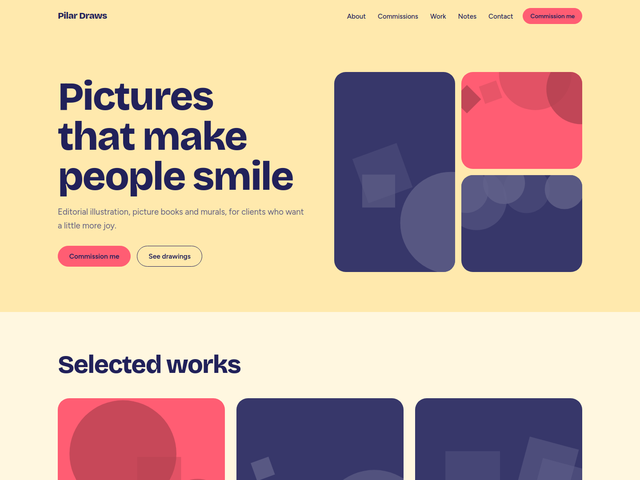 Pilar Draws
About Commissions Work Notes Contact Commission me
Pictures
that make
people smile
Editorial illustration, picture books and murals, for clients who want
a little more joy.
Commission me See drawings
Selected works